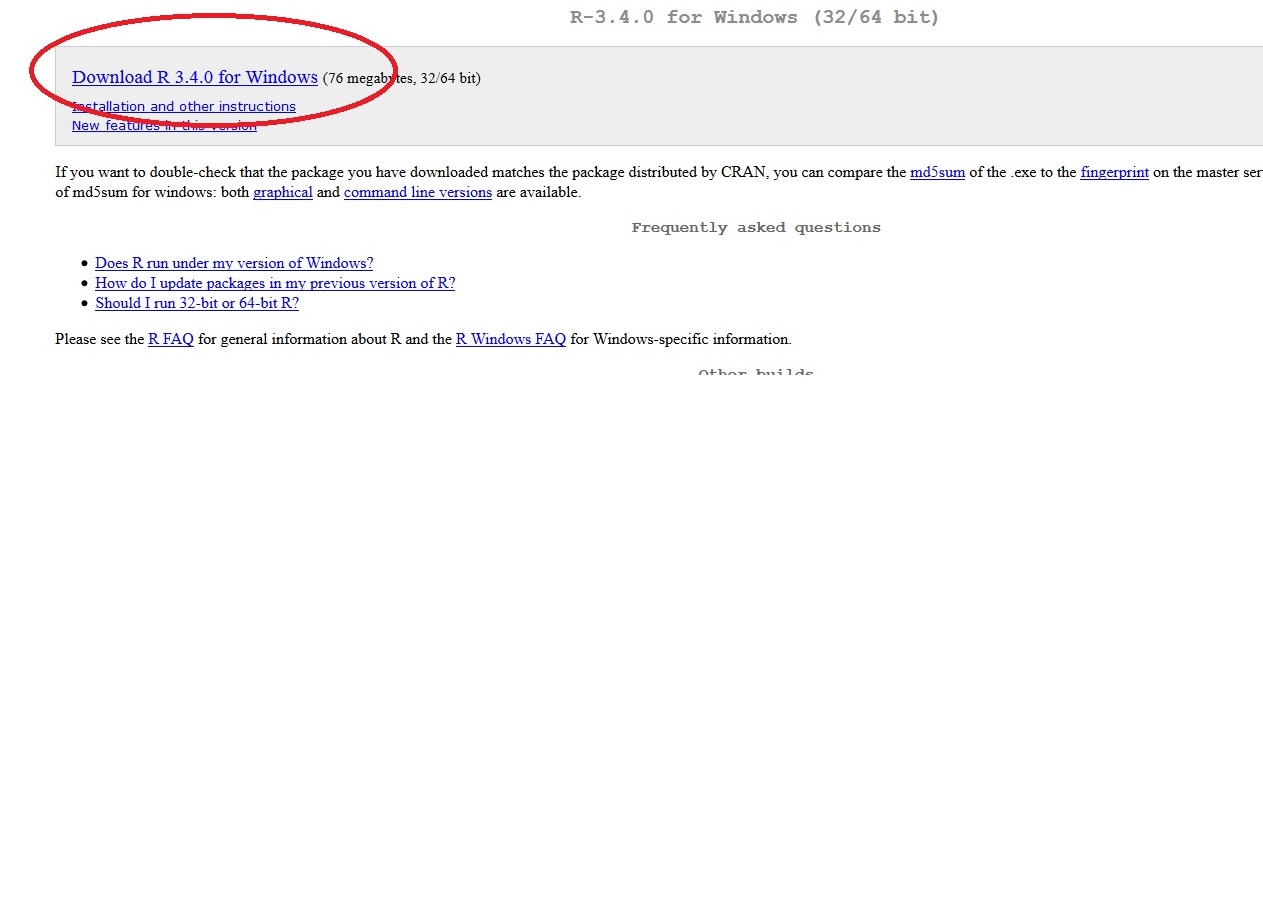 R-3.4.0 for Windows (32/64 bit)
Download R 3.4.0 for Windows (76 megabytes, 32/64 bit)
Installation and other instructions
New features in this version
If you want to double-check that the package you have downloaded matches the package distributed by CRAN, you can compare the md5sum of the .exe to the fingerprint on the master ser
of md5sum for windows: both graphical and command line versions are available.
Frequently asked questions
Does R run under my version of Windows?
How do I update packages in my previous version of R?
Should I run 32-bit or 64-bit R?
Please see the R FAQ for general information about R and the R Windows FAQ for Windows-specific information.
Other builds